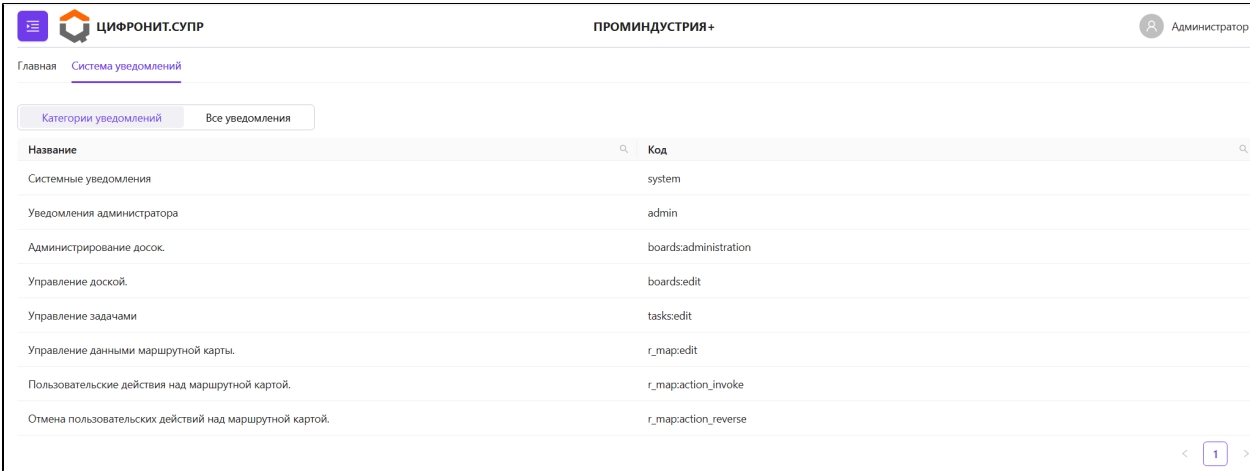 ЦИФРОНИТ.СУПР ПРОМИНДУСТРИЯ+ Администратор
Главная Система уведомлений
Категории уведомлений Все уведомления
Название Код
Системные уведомления system
Уведомления администратора admin
Администрирование досок. boards:administration
Управление доской. boards:edit
Управление задачами tasks:edit
Управление данными маршрутной карты. r_map:edit
Пользовательские действия над маршрутной картой. r_map:action_invoke
Отмена пользовательских действий над маршрутной картой. r_map:action_reverse
< 1 >